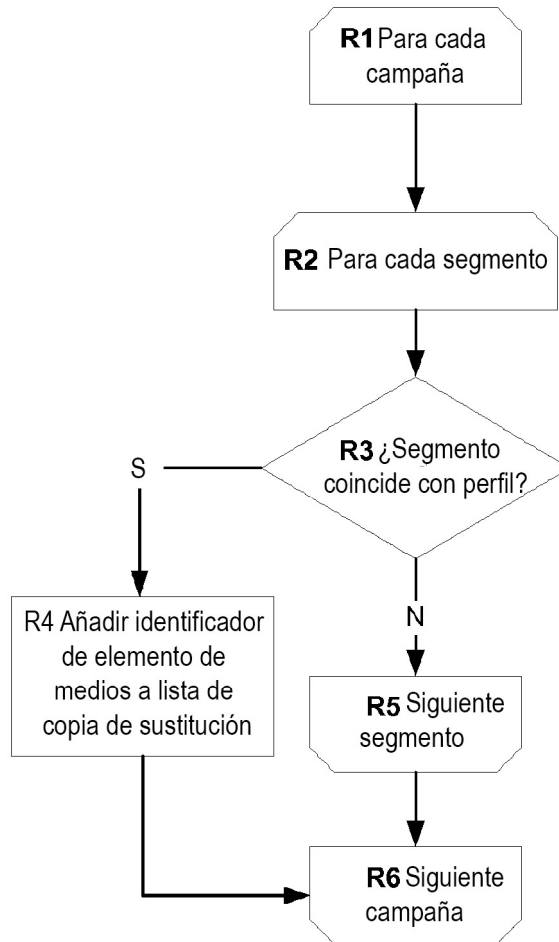 R1 Para cada
campaña
R2 Para cada segmento
R3 ¿Segmento
coincide con perfil?
S
N
R4 Añadir identificador
de elemento de
medios a lista de
copia de sustitución
R5 Siguiente
segmento
R6 Siguiente
campaña